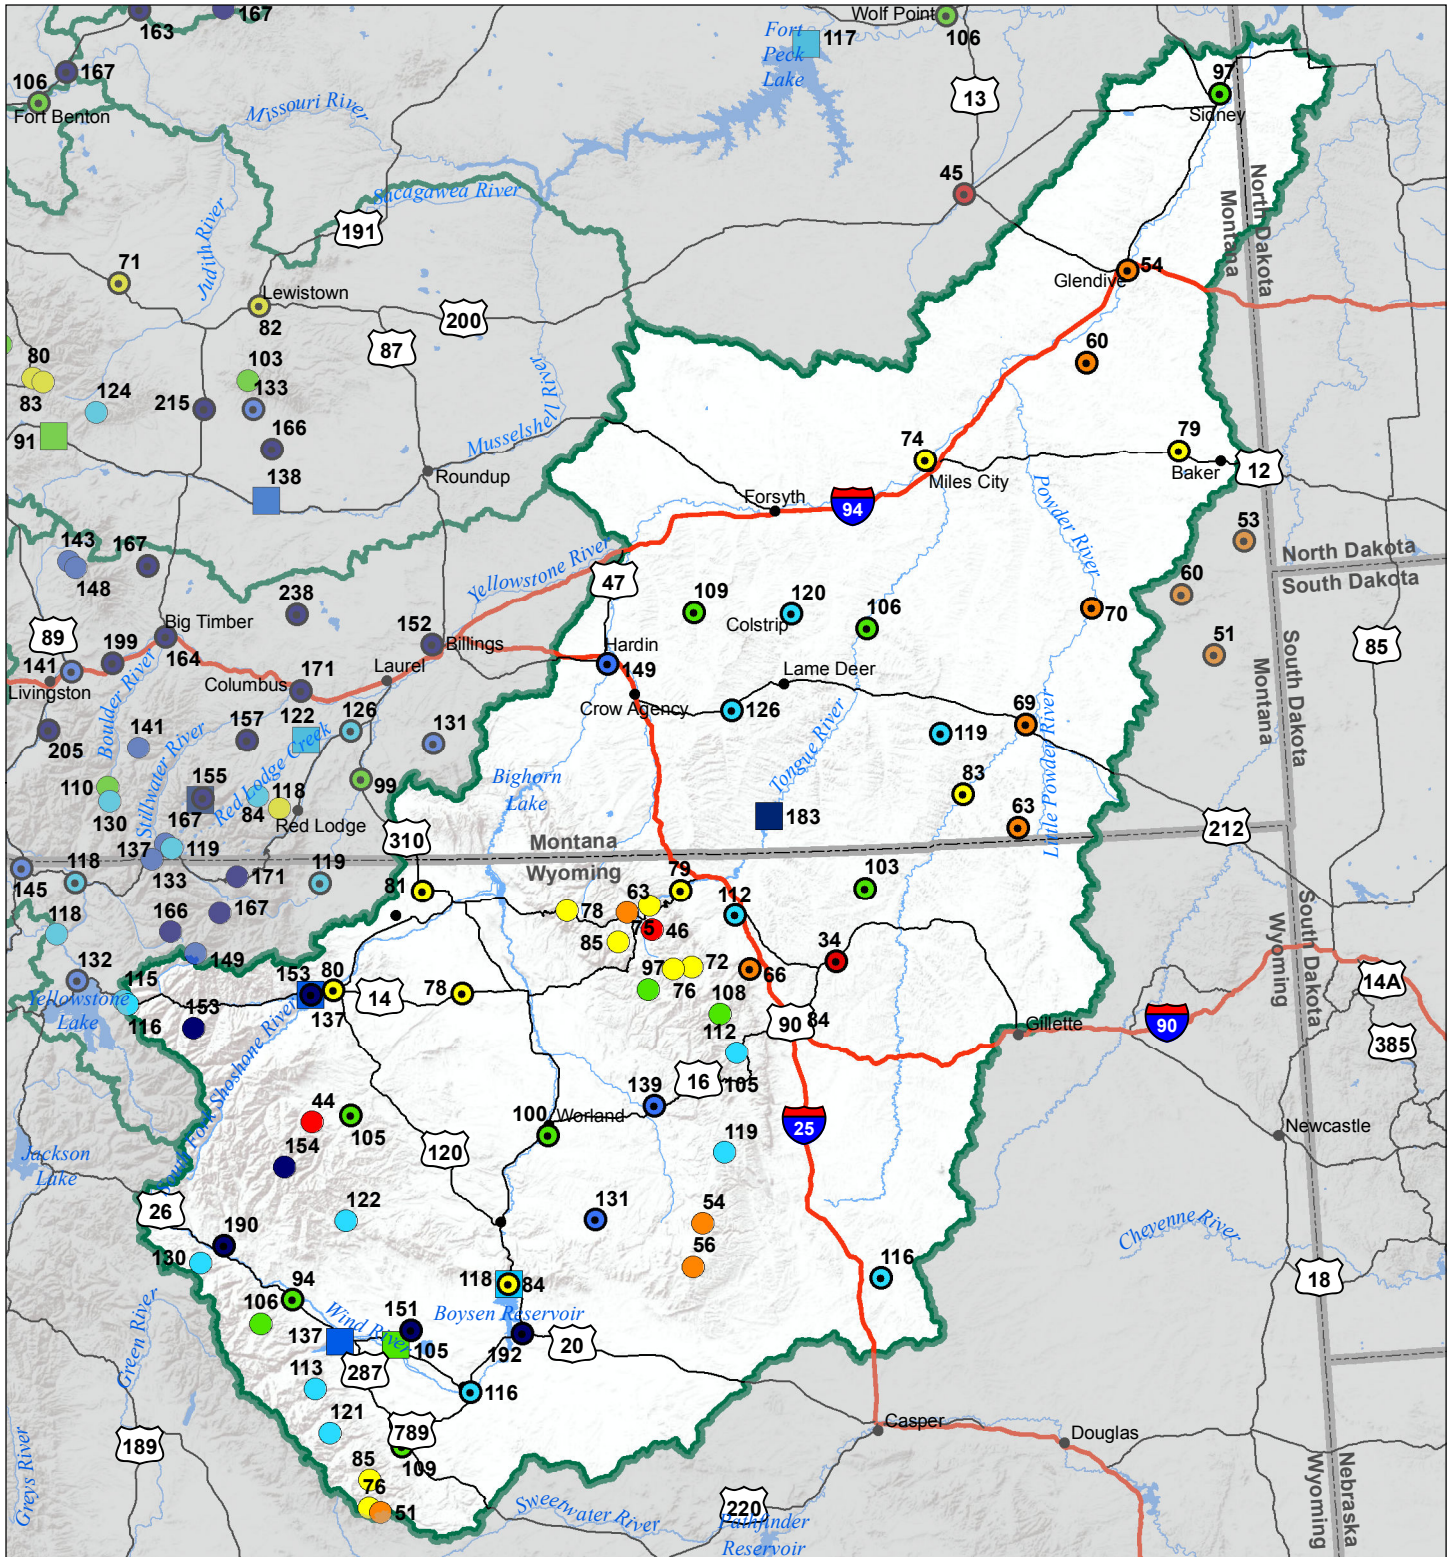 163
167
Wolf Point
106
Fort
Peck
Lake
117
167
106
Fort Benton
Missouri River
13
97
Sidney
Sacagawea River
45
191
Judith River
North Dakota
Montana
71
Lewistown
82
200
87
54
Glendive
60
80
83
103
133
124
215
166
91
138
Musselshell River
Roundup
74
Miles City
79
Baker
12
Forsyth
94
Powder River
53
North Dakota
South Dakota
143
148
167
Yellowstone River
47
60
238
109
120
Colstrip
106
70
89
Big Timber
199
164
152
Billings
Hardin
149
51
85
141
Livingston
Boulder River
171
Columbus
Laurel
Lame Deer
Crow Agency
126
South Dakota
Montana
205
141
157
122
126
131
69
119
Stillwater River
Red Lodge Creek
Tongue River
Little Powder River
Bighorn
Lake
110
130
155
84
118
99
Red Lodge
83
63
183
212
310
Montana
Wyoming
167
137
119
133
145
118
171
119
81
79
63
78
75
46
85
112
103
South Dakota
Wyoming
118
166
167
149
132
Yellowstone
Lake
115
116
153
153
80
137
14
78
97
76
72
66
34
108
112
105
90
84
Gillette
90
14A
385
South Fork Shoshone River
44
105
154
139
16
100
Worland
120
119
25
Newcastle
Jackson
Lake
26
122
131
54
56
190
130
Cheyenne River
116
18
118
84
94
106
Wind River
151
Boysen Reservoir
137
105
192
20
Green River
287
113
116
121
789
109
Casper
Douglas
189
Greys River
85
76
51
Sweetwater River
220
Pathfinder
Reservoir
Nebraska
Wyoming